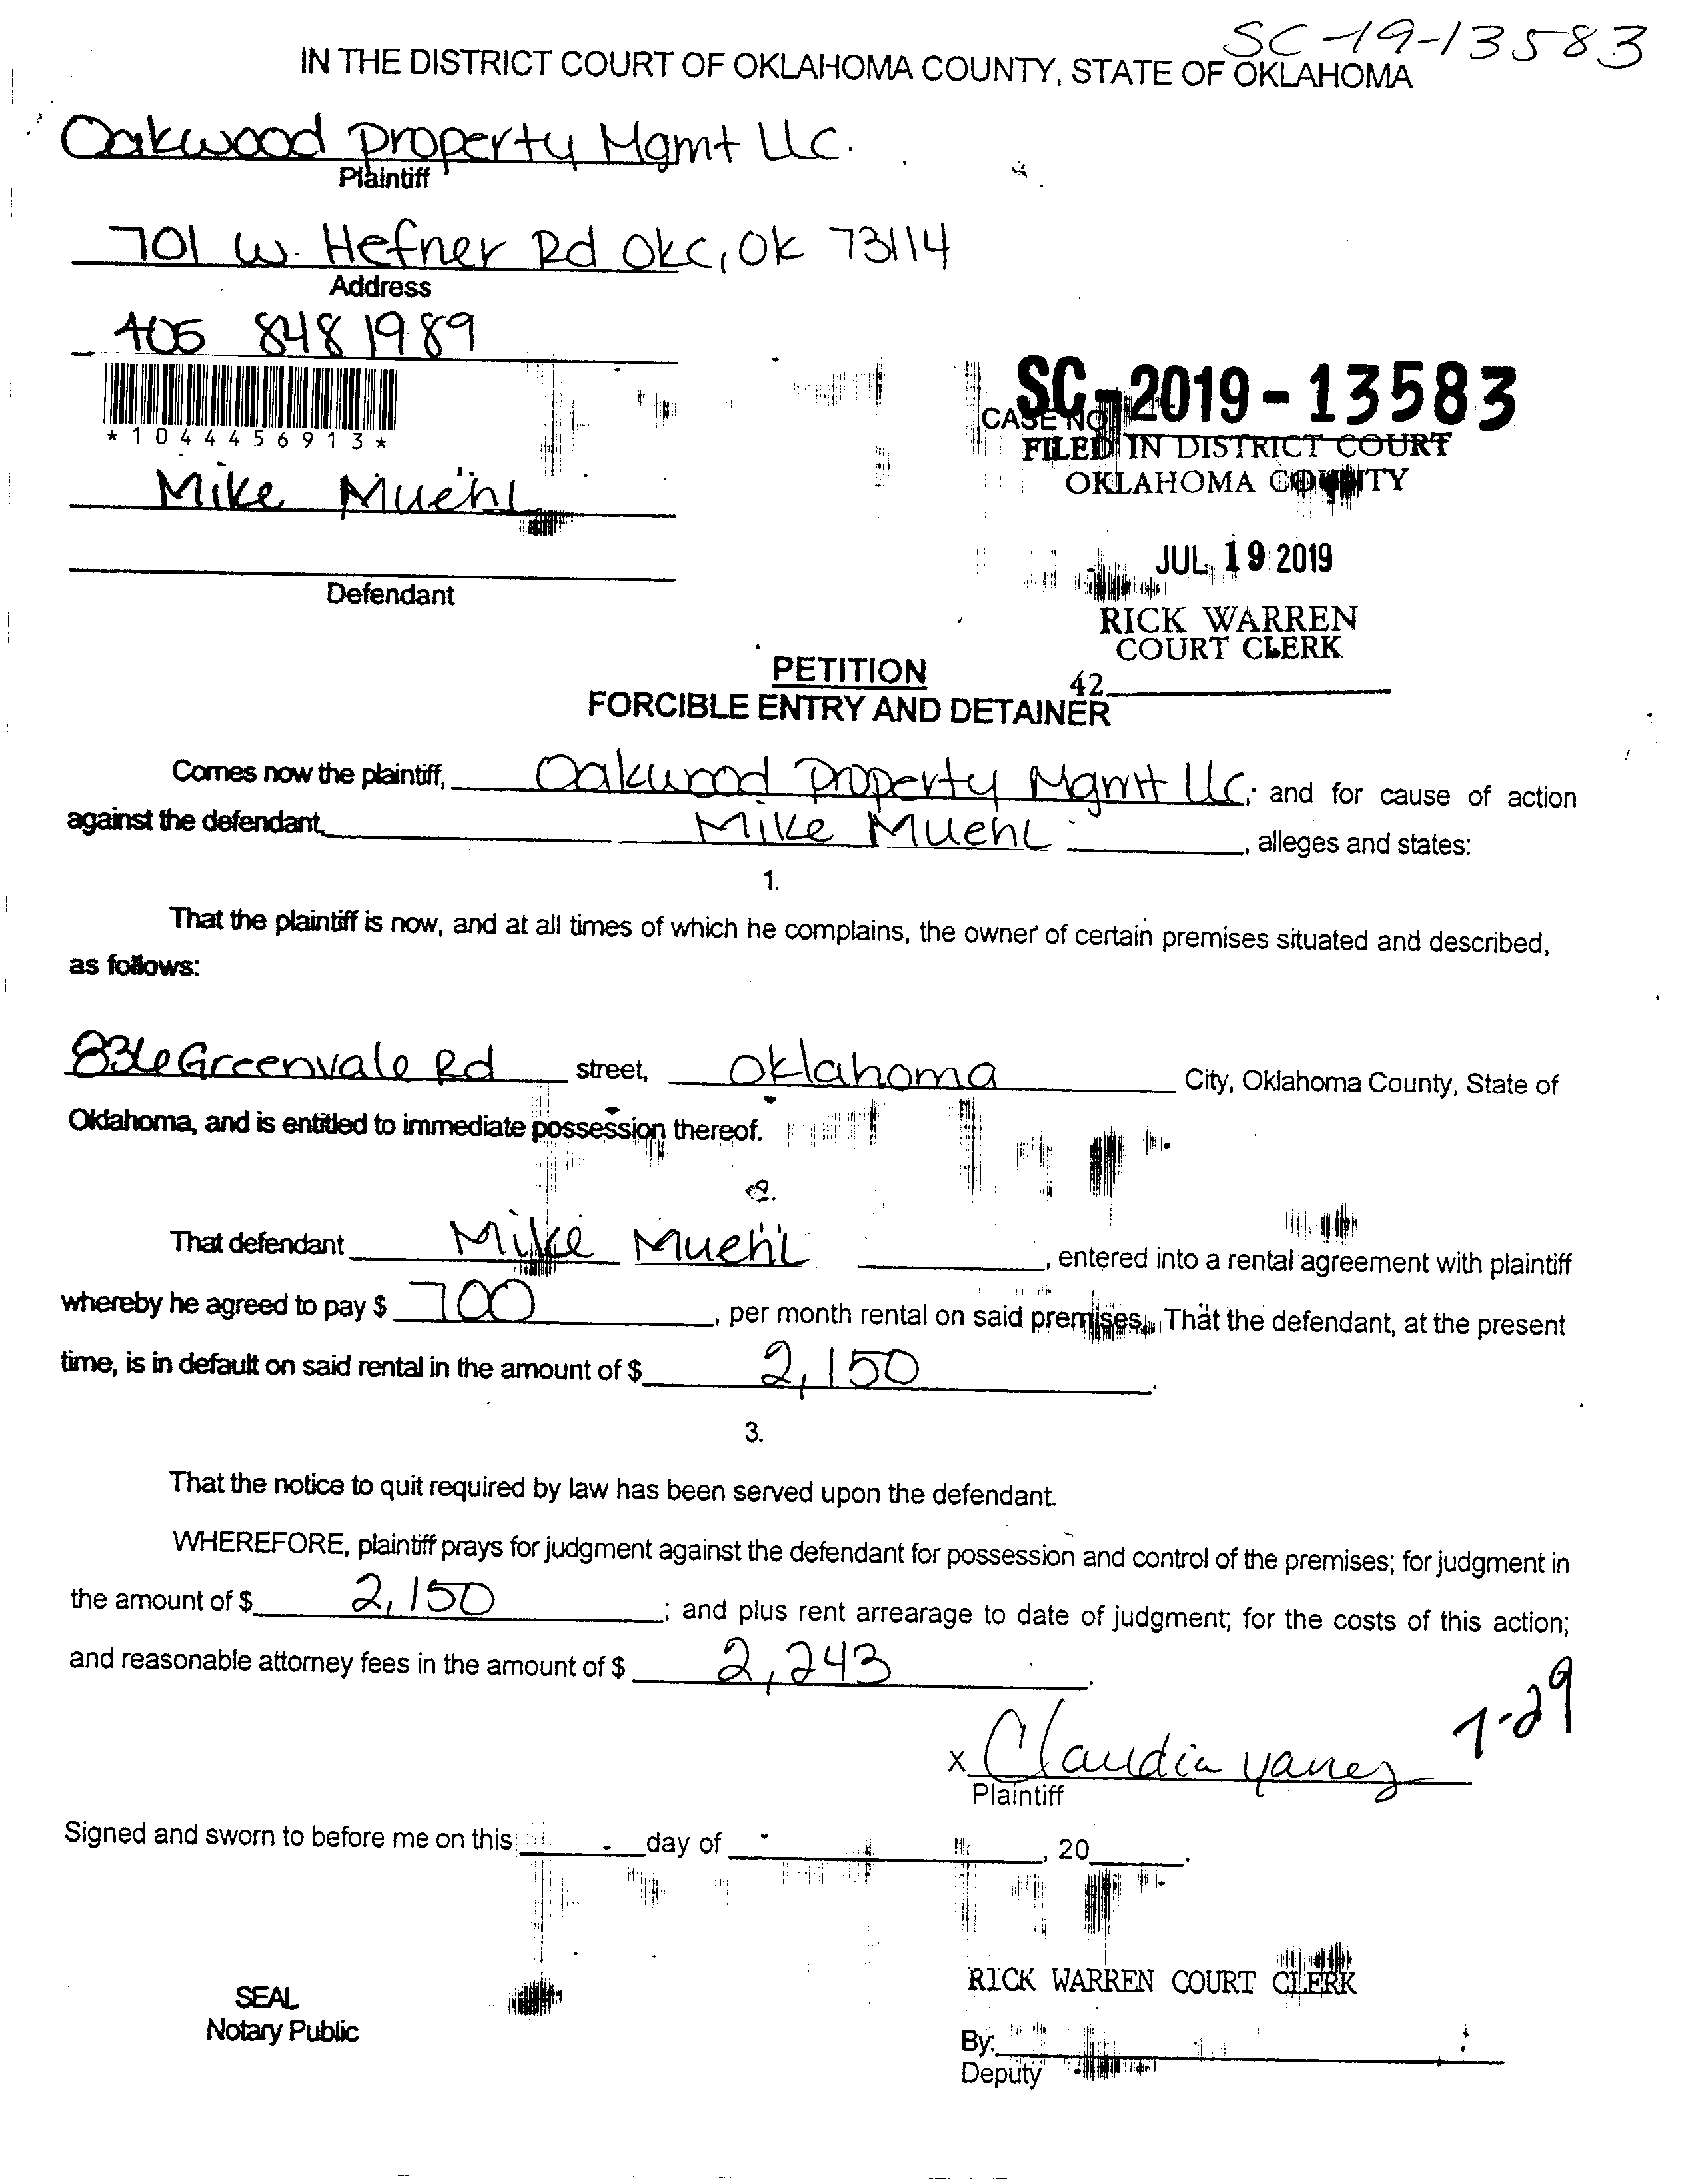 SC-19-13583
IN THE DISTRICT COURT OF OKLAHOMA COUNTY, STATE OF OKLAHOMA
Oakwood Property Mgmt LLC.
Plaintiff
701 W. Hefner Rd OKC, OK 73114
Address
405 848 1989
*1044456913*
SC-2019-13583
CASE NO
FILED IN DISTRICT COURT
OKLAHOMA COUNTY
Mike Muehl
JUL 19 2019
Defendant
RICK WARREN
COURT CLERK
42
PETITION
FORCIBLE ENTRY AND DETAINER
Comes now the plaintiff, Oakwood Property Mgmt LLC, and for cause of action
against the defendant, Mike Muehl, alleges and states:
1.
That the plaintiff is now, and at all times of which he complains, the owner of certain premises situated and described,
as follows:
836 Greenvale Rd street, Oklahoma City, Oklahoma County, State of
Oklahoma, and is entitled to immediate possession thereof.
2.
That defendant Mike Muehl, entered into a rental agreement with plaintiff
whereby he agreed to pay $ 700, per month rental on said premises. That the defendant, at the present
time, is in default on said rental in the amount of $ 2,150.
3.
That the notice to quit required by law has been served upon the defendant.
WHEREFORE, plaintiff prays for judgment against the defendant for possession and control of the premises; for judgment in
the amount of $ 2,150; and plus rent arrearage to date of judgment; for the costs of this action;
and reasonable attorney fees in the amount of $ 2,243.
7-29
x Claudia Yanez
Plaintiff
Signed and sworn to before me on this day of , 20 .
RICK WARREN COURT CLERK
SEAL
Notary Public
By:
Deputy